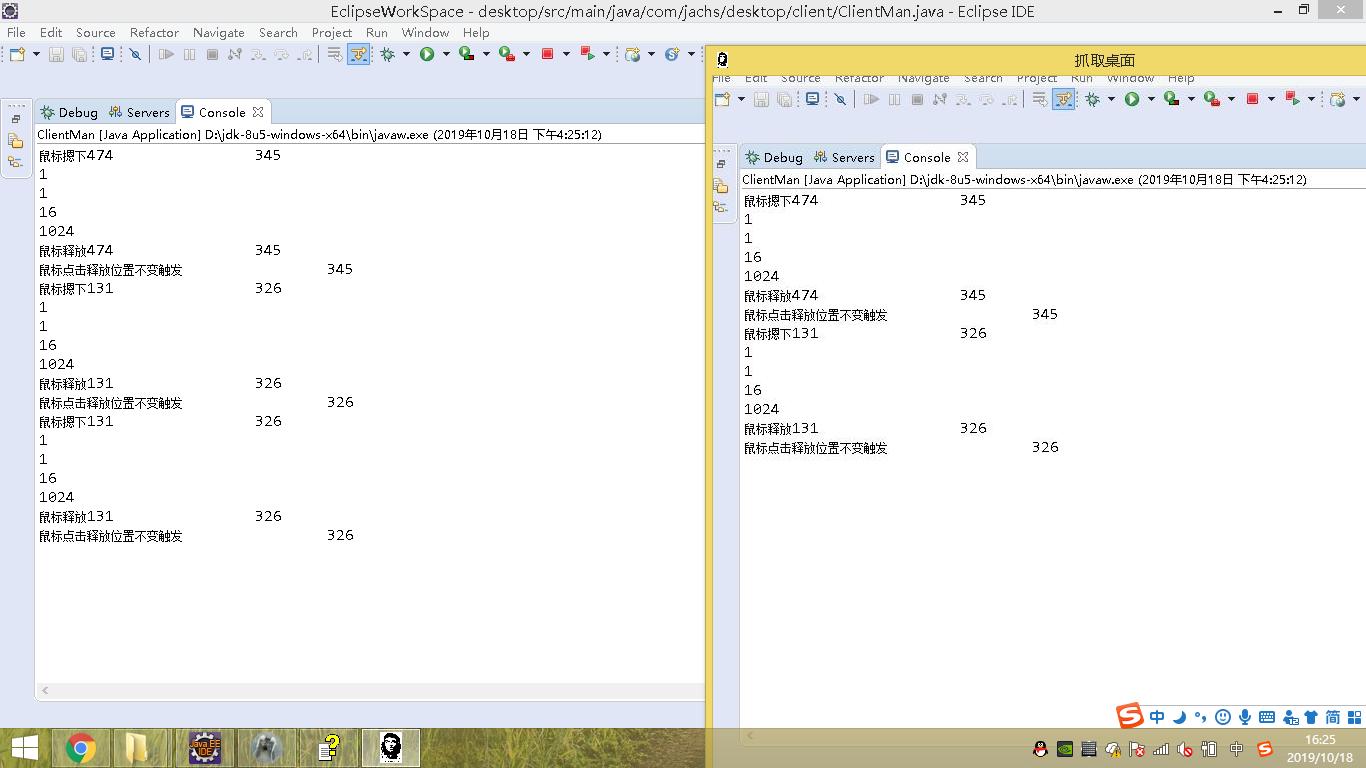 EclipseWorkSpace - desktop/src/main/java/com/jachs/desktop/client/ClientMan.java - Eclipse IDE
File Edit Source Refactor Navigate Search Project Run Window Help
Debug Servers Console
ClientMan [Java Application] D:\jdk-8u5-windows-x64\bin\javaw.exe (2019年10月18日 下午4:25:12)
鼠标摁下474 345
1
1
16
1024
鼠标释放474 345
鼠标点击释放位置不变触发 345
鼠标摁下131 326
1
1
16
1024
鼠标释放131 326
鼠标点击释放位置不变触发 326
鼠标摁下131 326
1
1
16
1024
鼠标释放131 326
鼠标点击释放位置不变触发 326
抓取桌面
File Edit Source Refactor Navigate Search Project Run Window Help
Debug Servers Console
ClientMan [Java Application] D:\jdk-8u5-windows-x64\bin\javaw.exe (2019年10月18日 下午4:25:12)
鼠标摁下474 345
1
1
16
1024
鼠标释放474 345
鼠标点击释放位置不变触发 345
鼠标摁下131 326
1
1
16
1024
鼠标释放131 326
鼠标点击释放位置不变触发 326
S 中 简
Java EE
IDE
中 S
16:25
2019/10/18